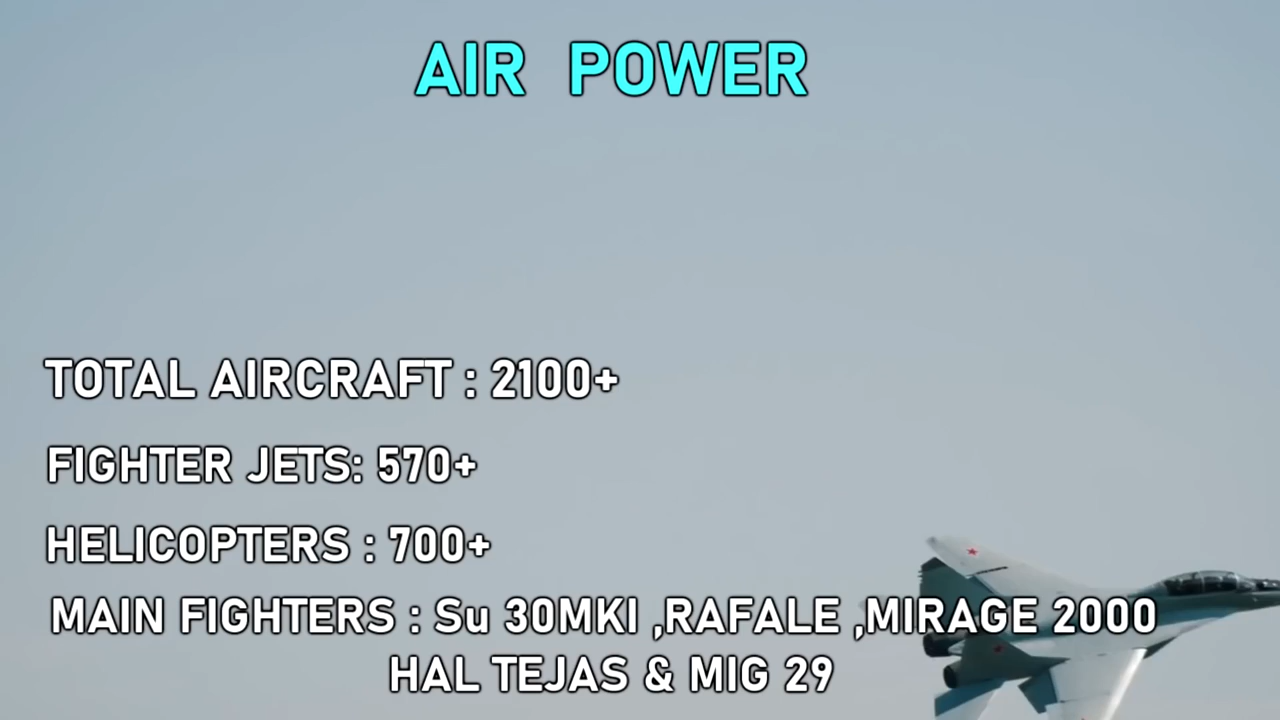 AIR POWER
TOTAL AIRCRAFT : 2100+
FIGHTER JETS: 570+
HELICOPTERS : 700+
MAIN FIGHTERS : Su 30MKI ,RAFALE ,MIRAGE 2000
HAL TEJAS & MIG 29